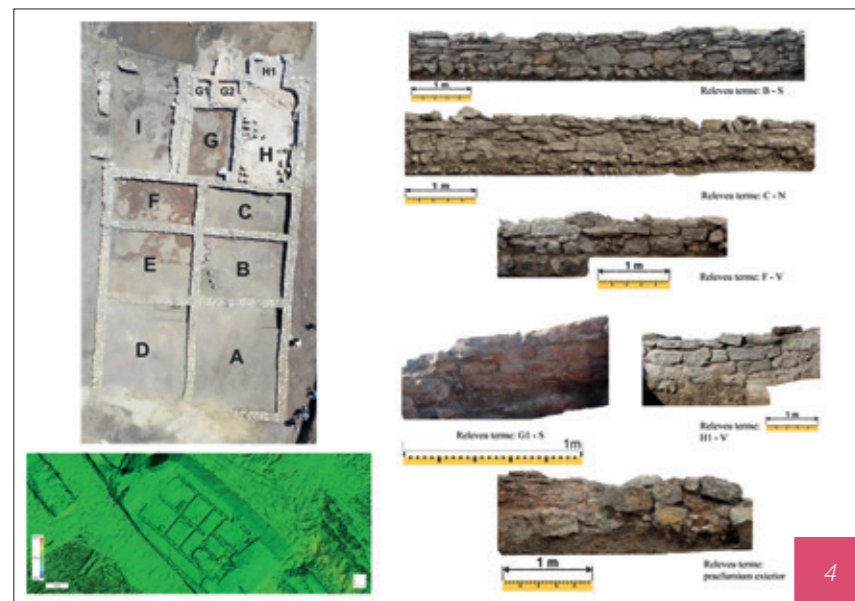 H1
G1 G2
I
G
H
F
C
E
B
D
A
1 m
Releveu terme: B - S
1 m
Releveu terme: C - N
1 m
Releveu terme: F - V
Releveu terme: G1 - S
1m
Releveu terme:
H1 - V
1 m
1 m
Releveu terme:
praefurnium exterior
4